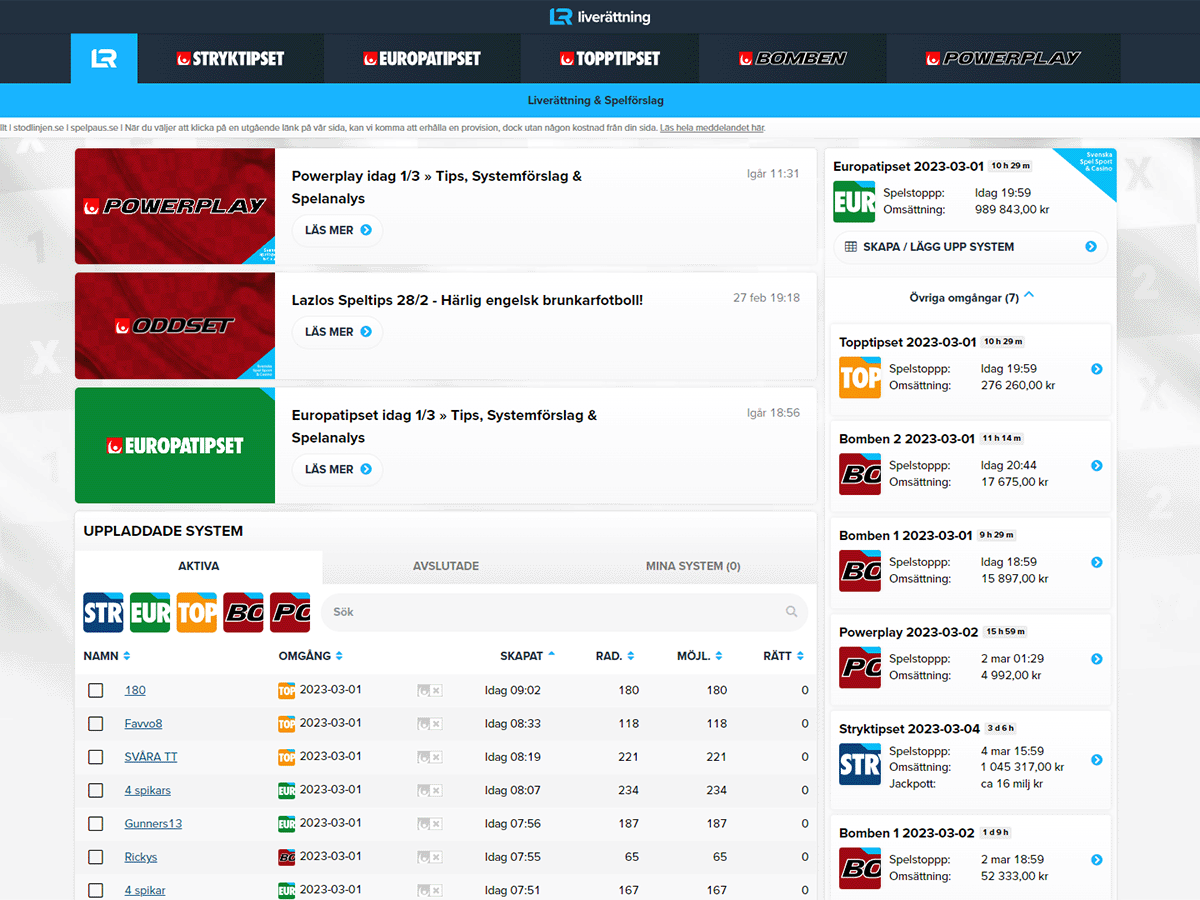 liverättning
LR
STRYKTIPSET
EUROPATIPSET
TOPPTIPSET
BOMBEN
POWERPLAY
Liverättning & Spelförslag
llt | stodlinjen.se | spelpaus.se | När du väljer att klicka på en utgående länk på vår sida, kan vi komma att erhålla en provision, dock utan någon kostnad från din sida. Läs hela meddelandet här.
POWERPLAY
Powerplay idag 1/3 » Tips, Systemförslag &
Spelanalys
Igår 11:31
LÄS MER
ODDSET
Lazlos Speltips 28/2 - Härlig engelsk brunkarfotboll!
27 feb 19:18
LÄS MER
EUROPATIPSET
Europatipset idag 1/3 » Tips, Systemförslag &
Spelanalys
Igår 18:56
LÄS MER
UPPLADDADE SYSTEM
AKTIVA
AVSLUTADE
MINA SYSTEM (0)
STR EUR TOP BO PO
Sök
NAMN OMGÅNG SKAPAT RAD. MÖJL. RÄTT
180 TOP 2023-03-01 Idag 09:02 180 180 0
Favvo8 TOP 2023-03-01 Idag 08:33 118 118 0
SVÅRA TT TOP 2023-03-01 Idag 08:19 221 221 0
4 spikars EUR 2023-03-01 Idag 08:07 234 234 0
Gunners13 EUR 2023-03-01 Idag 07:56 187 187 0
Rickys BO 2023-03-01 Idag 07:55 65 65 0
4 spikar EUR 2023-03-01 Idag 07:51 167 167 0
Europatipset 2023-03-01 10 h 29 m
Svenska
Spel Sport
& Casino
EUR
Spelstoppp: Idag 19:59
Omsättning: 989 843,00 kr
SKAPA / LÄGG UPP SYSTEM
Övriga omgångar (7)
Topptipset 2023-03-01 10 h 29 m
TOP
Spelstoppp: Idag 19:59
Omsättning: 276 260,00 kr
Bomben 2 2023-03-01 11 h 14 m
BO
Spelstoppp: Idag 20:44
Omsättning: 17 675,00 kr
Bomben 1 2023-03-01 9 h 29 m
BO
Spelstoppp: Idag 18:59
Omsättning: 15 897,00 kr
Powerplay 2023-03-02 15 h 59 m
PO
Spelstoppp: 2 mar 01:29
Omsättning: 4 992,00 kr
Stryktipset 2023-03-04 3 d 6 h
STR
Spelstoppp: 4 mar 15:59
Omsättning: 1 045 317,00 kr
Jackpott: ca 16 milj kr
Bomben 1 2023-03-02 1 d 9 h
BO
Spelstoppp: 2 mar 18:59
Omsättning: 52 333,00 kr